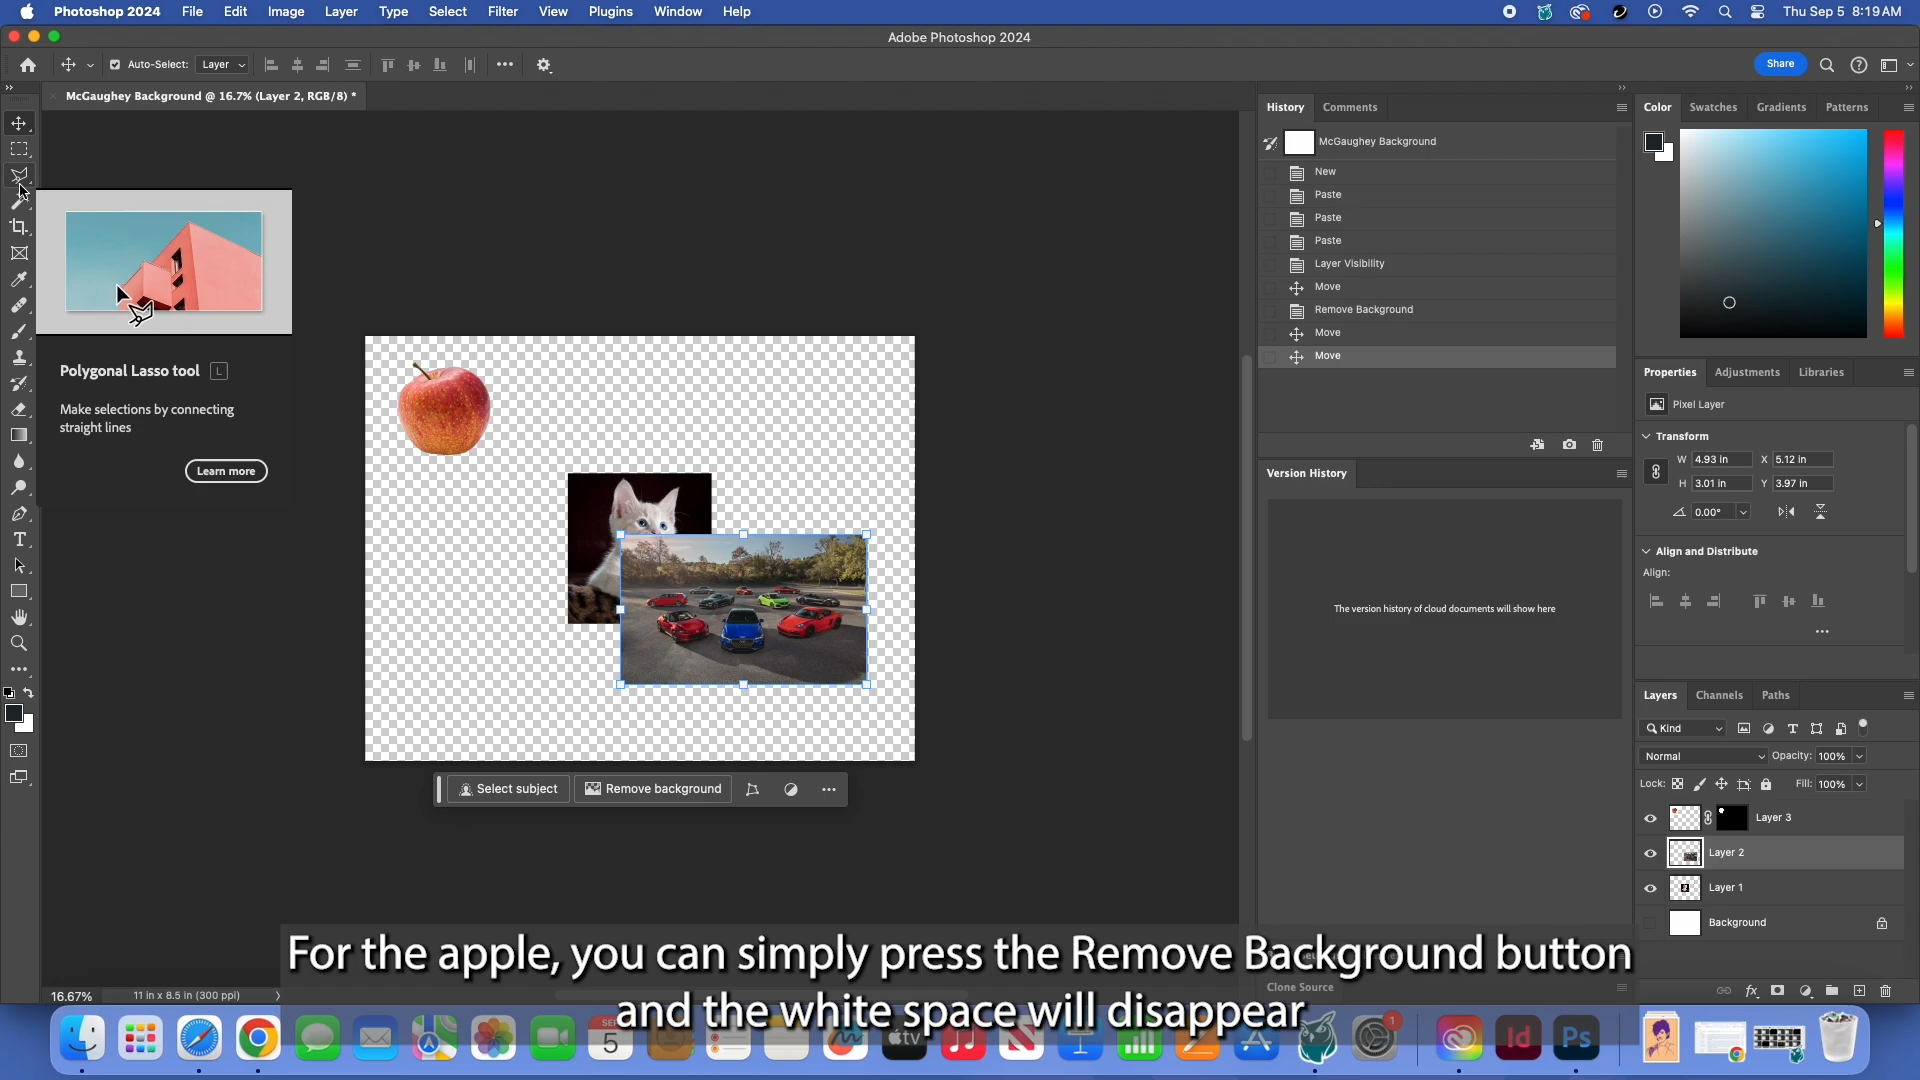 Photoshop 2024 File Edit Image Layer Type Select Filter View Plugins Window Help Thu Sep 5 8:19 AM
Adobe Photoshop 2024
Auto-Select: Layer
Share
McGaughey Background @ 16.7% (Layer 2, RGB/8) *
History Comments
Color Swatches Gradients Patterns
McGaughey Background
New
Paste
Paste
Paste
Layer Visibility
Move
Remove Background
Move
Move
Polygonal Lasso tool L
Make selections by connecting
straight lines
Learn more
Properties Adjustments Libraries
Pixel Layer
Transform
W 4.93 in X 5.12 in
H 3.01 in Y 3.97 in
0.00°
Align and Distribute
Align:
Version History
The version history of cloud documents will show here
Select subject Remove background
Layers Channels Paths
Kind
Normal Opacity: 100%
Lock: Fill: 100%
Layer 3
Layer 2
Layer 1
Background
For the apple, you can simply press the Remove Background button
and the white space will disappear
Clone Source
16.67% 11 in x 8.5 in (300 ppi)
SEP
5
tv
1
Id
Ps